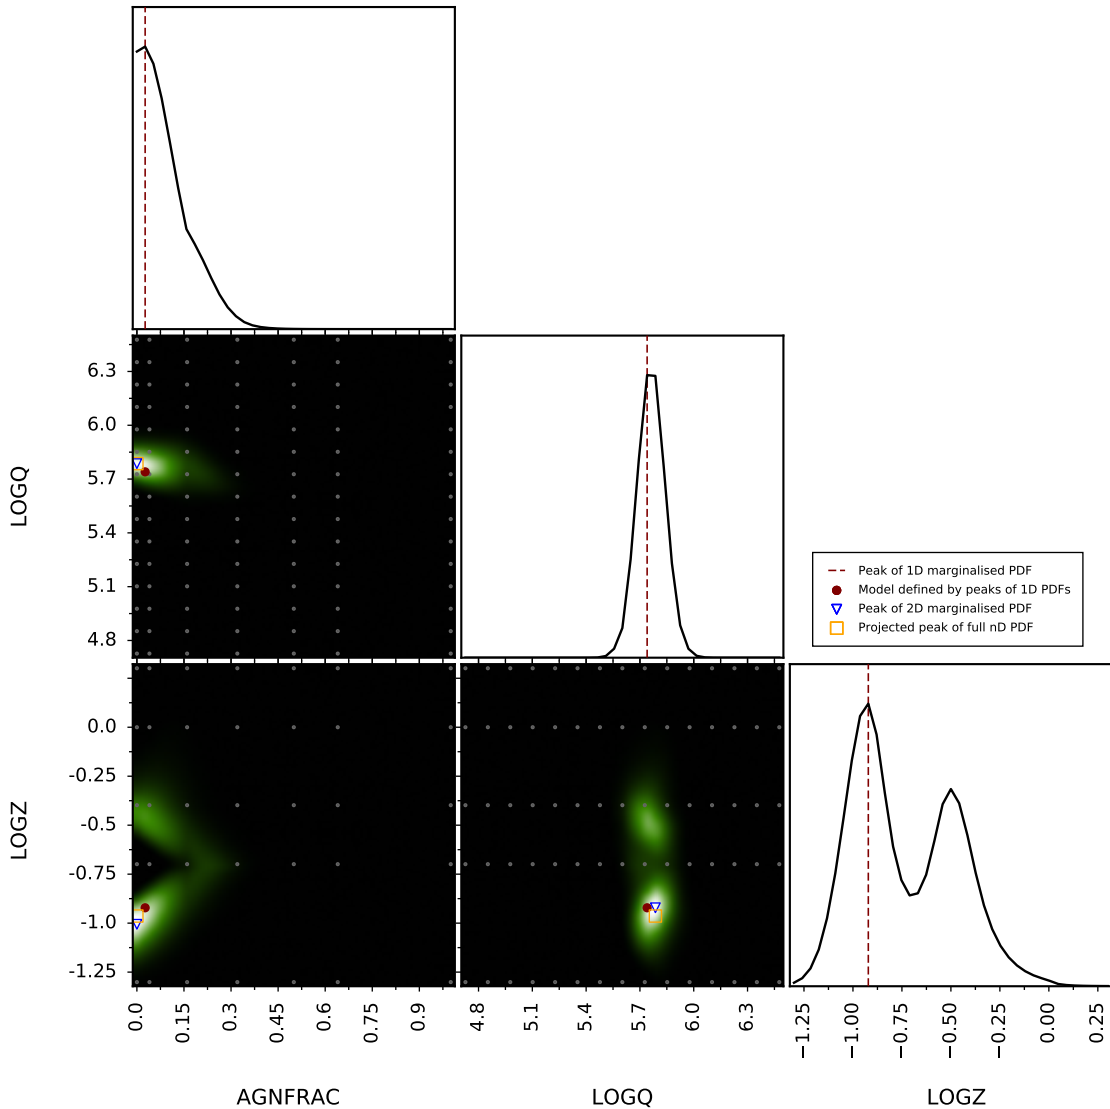 LOGQ
6.3
6.0
5.7
5.4
5.1
4.8
Peak of 1D marginalised PDF
Model defined by peaks of 1D PDFs
Peak of 2D marginalised PDF
Projected peak of full nD PDF
LOGZ
0.0
-0.25
-0.5
-0.75
-1.0
-1.25
0.0 0.15 0.3 0.45 0.6 0.75 0.9
4.8 5.1 5.4 5.7 6.0 6.3
−1.25 −1.00 −0.75 −0.50 −0.25 0.00 0.25
AGNFRAC LOGQ LOGZ